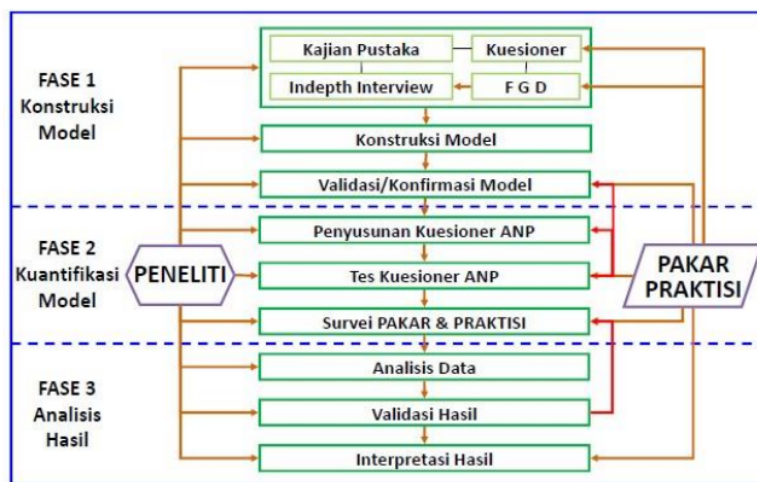 FASE 1
Konstruksi
Model
Kajian Pustaka
Kuesioner
Indepth Interview
F G D
Konstruksi Model
Validasi/Konfirmasi Model
FASE 2
Kuantifikasi
Model
PENELITI
Penyusunan Kuesioner ANP
Tes Kuesioner ANP
Survei PAKAR & PRAKTISI
PAKAR
PRAKTISI
FASE 3
Analisis
Hasil
Analisis Data
Validasi Hasil
Interpretasi Hasil